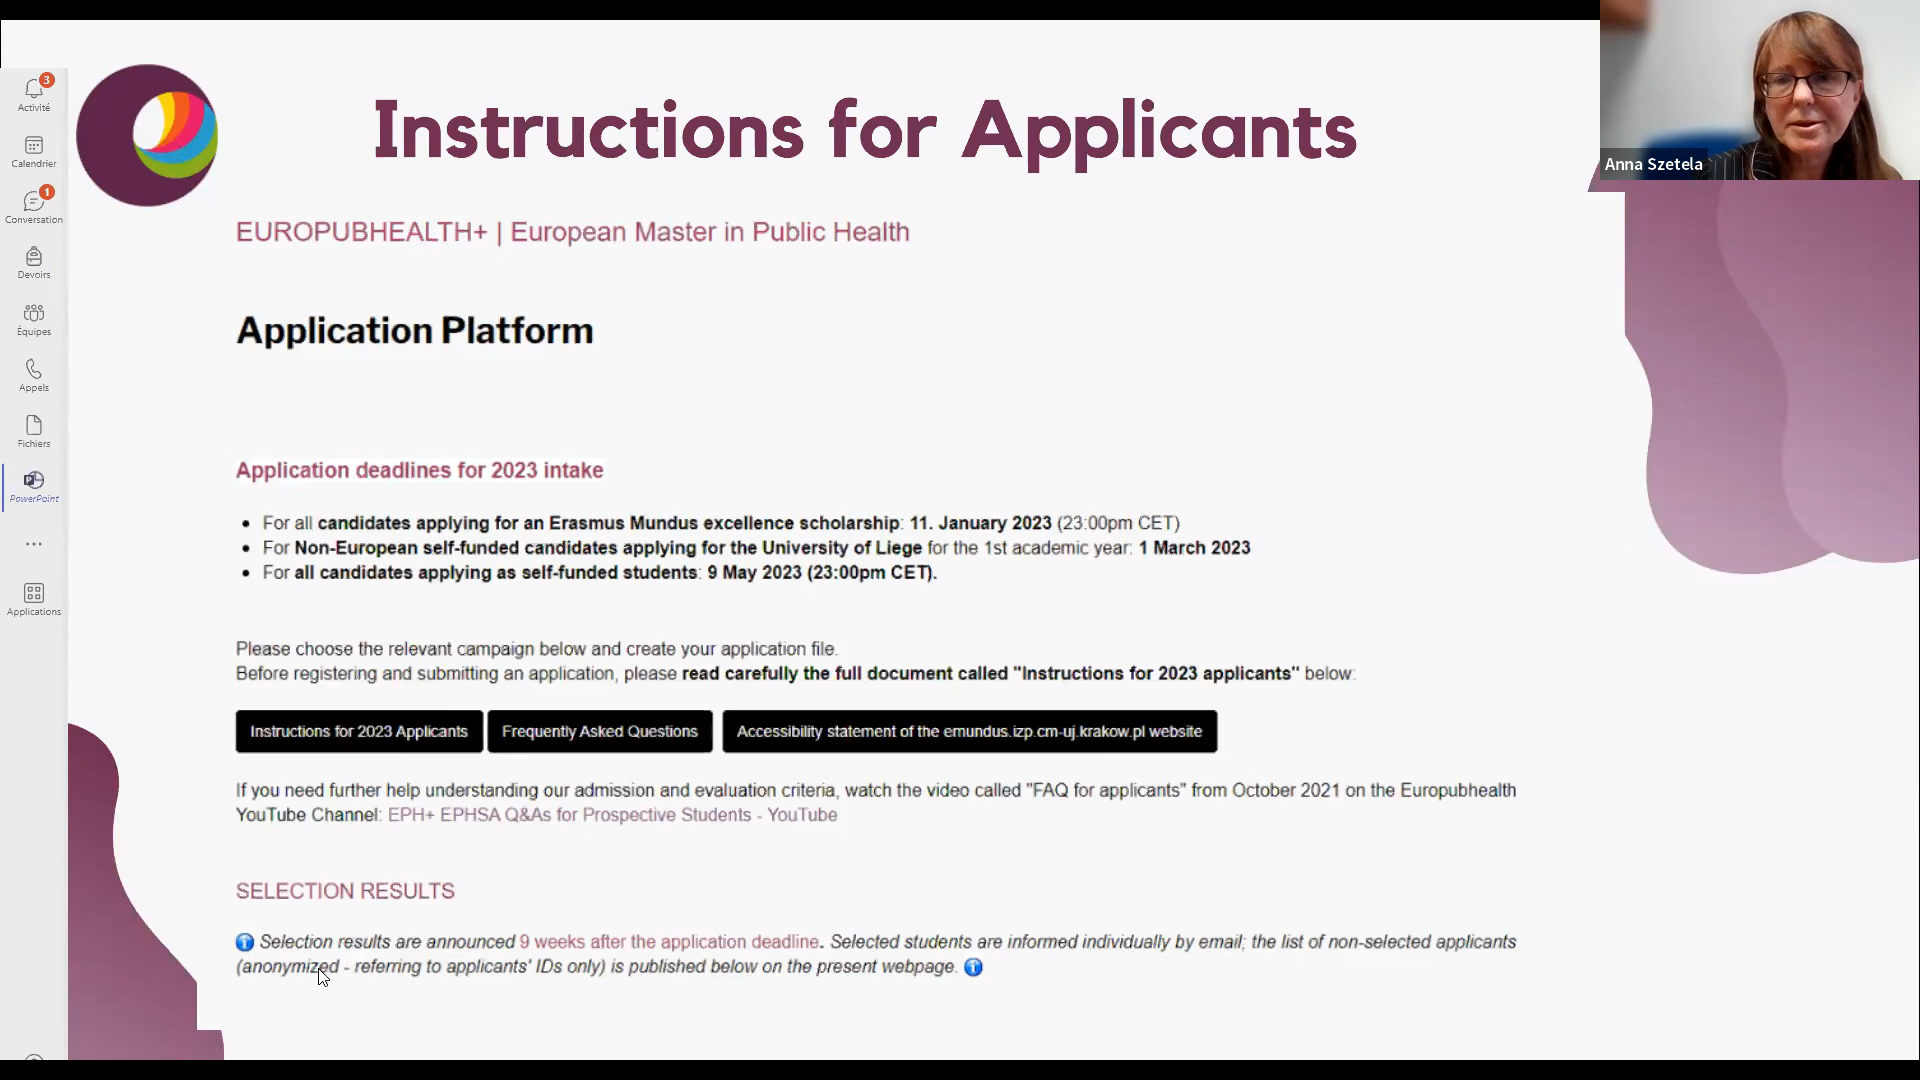 Instructions for Applicants
Anna Szetela
3
Activité
Calendrier
1
Conversation
Devoirs
Équipes
Appels
Fichiers
PowerPoint
Applications
EUROPUBHEALTH+ | European Master in Public Health
Application Platform
Application deadlines for 2023 intake
• For all candidates applying for an Erasmus Mundus excellence scholarship: 11. January 2023 (23:00pm CET)
• For Non-European self-funded candidates applying for the University of Liege for the 1st academic year: 1 March 2023
• For all candidates applying as self-funded students: 9 May 2023 (23:00pm CET).
Please choose the relevant campaign below and create your application file.
Before registering and submitting an application, please read carefully the full document called "Instructions for 2023 applicants" below:
Instructions for 2023 Applicants
Frequently Asked Questions
Accessibility statement of the emundus.izp.cm-uj.krakow.pl website
If you need further help understanding our admission and evaluation criteria, watch the video called "FAQ for applicants" from October 2021 on the Europubhealth
YouTube Channel: EPH+ EPHSA Q&As for Prospective Students - YouTube
SELECTION RESULTS
Selection results are announced 9 weeks after the application deadline. Selected students are informed individually by email; the list of non-selected applicants
(anonymized - referring to applicants' IDs only) is published below on the present webpage.